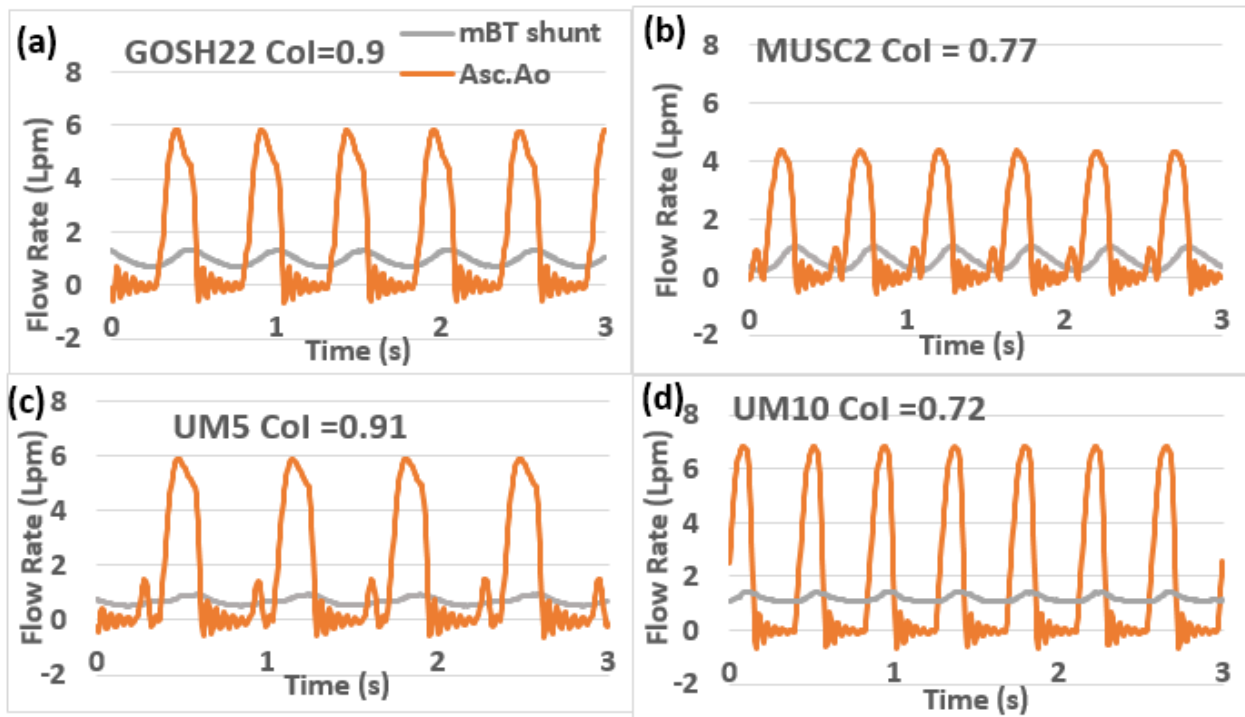 (a)
GOSH22 CoI=0.9
mBT shunt
Asc.Ao
Flow Rate (Lpm)
8
6
4
2
0
-2
0
1
2
3
Time (s)
(b)
MUSC2 CoI = 0.77
Flow Rate (Lpm)
8
6
4
2
0
-2
0
1
2
3
Time (s)
(c)
UM5 CoI =0.91
Flow Rate (Lpm)
8
6
4
2
0
-2
0
1
2
3
Time (s)
(d)
UM10 CoI =0.72
Flow Rate (Lpm)
8
6
4
2
0
-2
0
1
2
3
Time (s)